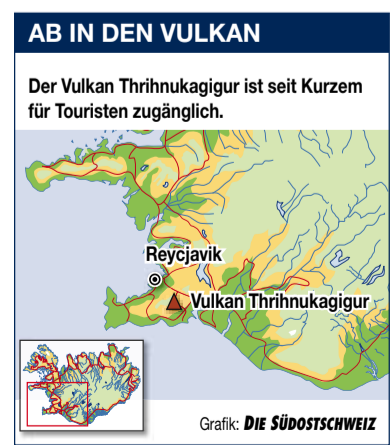 AB IN DEN VULKAN
Der Vulkan Thrihnukagigur ist seit Kurzem
für Touristen zugänglich.
Reycjavik
Vulkan Thrihnukagigur
Grafik: DIE SÜDOSTSCHWEIZ